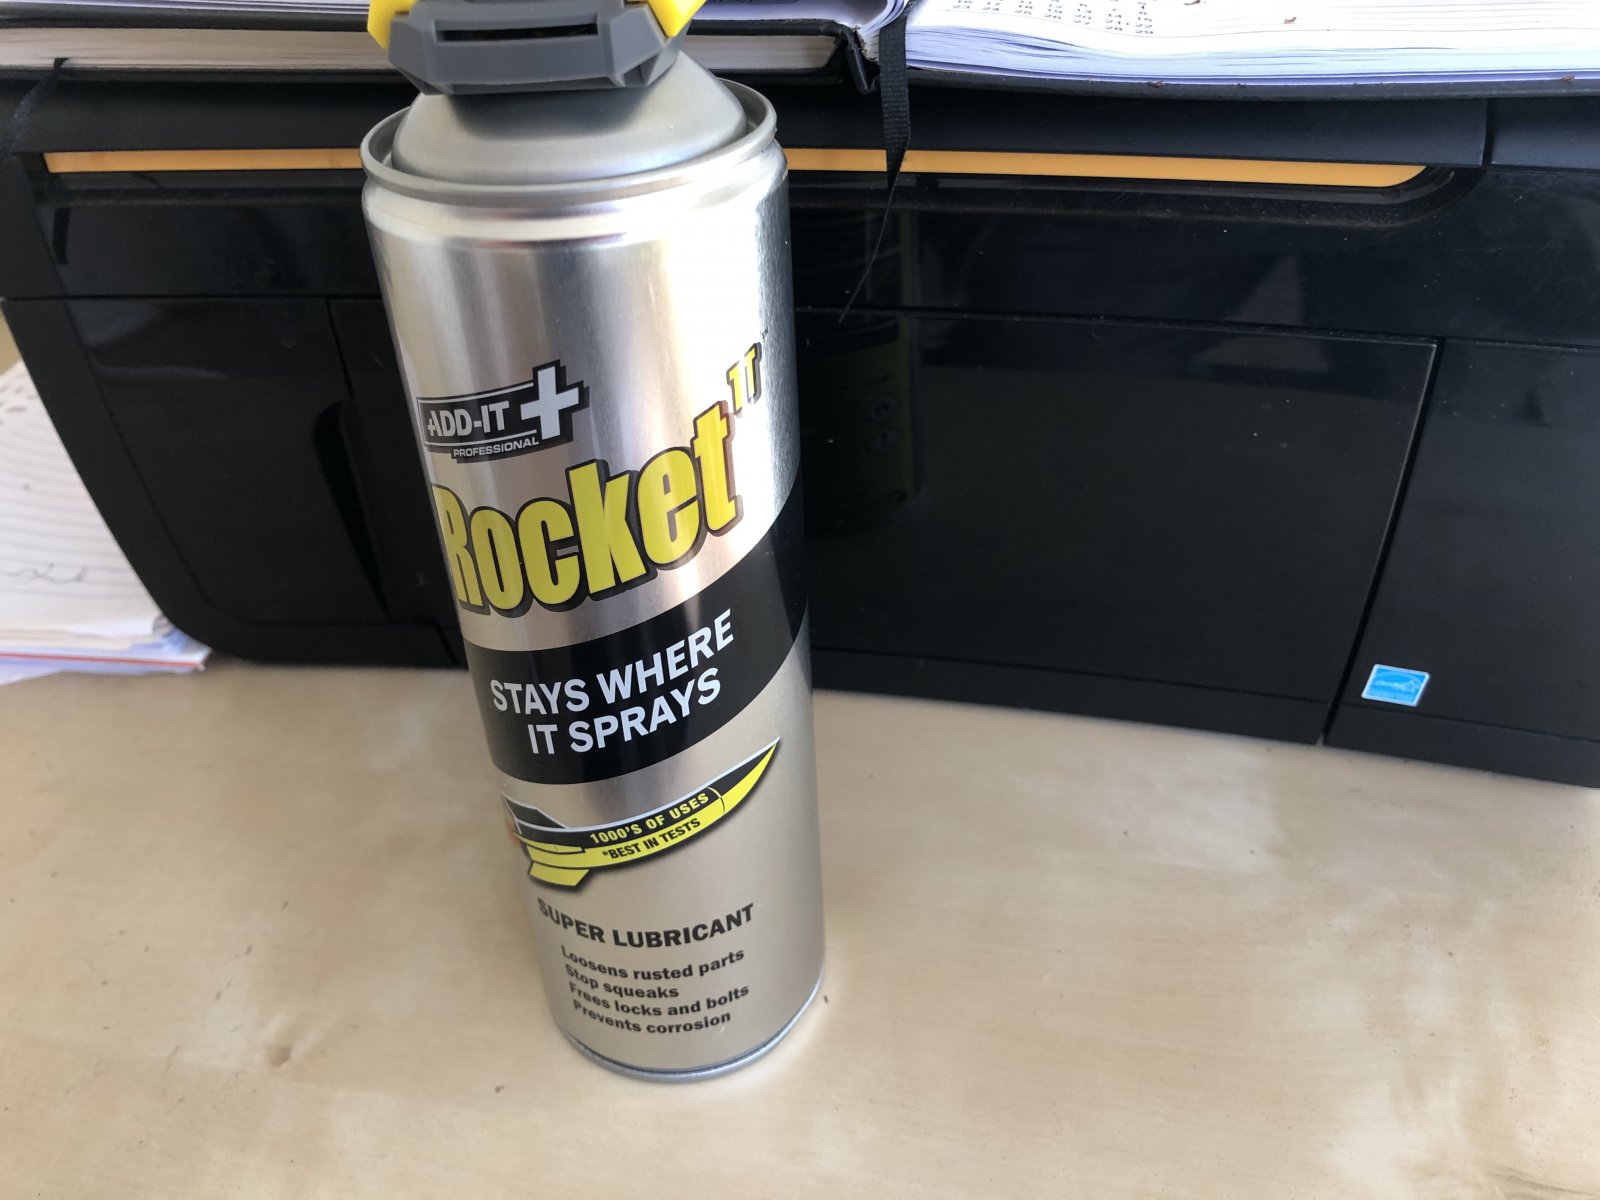 ADD-IT
PROFESSIONAL
Rocket TT
STAYS WHERE
IT SPRAYS
1000'S OF USES
*BEST IN TESTS
SUPER LUBRICANT
Loosens rusted parts
Stop squeaks
Frees locks and bolts
Prevents corrosion